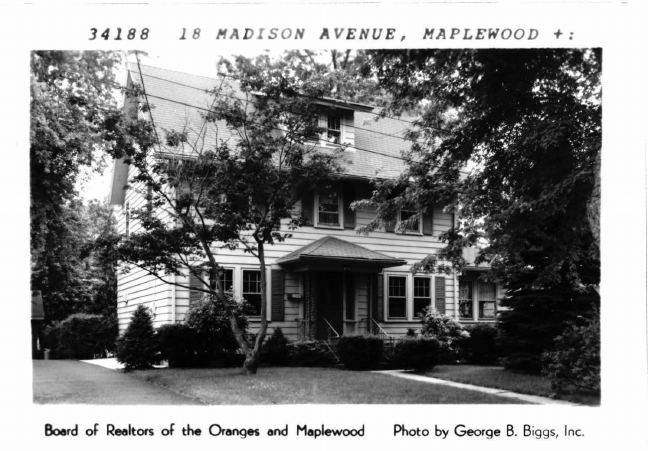 34188 18 MADISON AVENUE, MAPLEWOOD +:
Board of Realtors of the Oranges and Maplewood Photo by George B. Biggs, Inc.